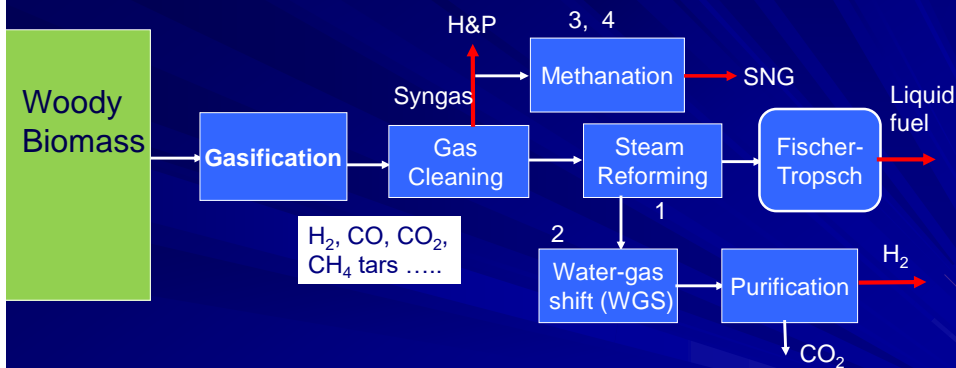 H&P
3, 4
Woody
Biomass
Gasification
Syngas
Gas
Cleaning
Methanation
SNG
Steam
Reforming
Fischer-
Tropsch
Liquid
fuel
H₂, CO, CO₂,
CH₄ tars …..
1
2
Water-gas
shift (WGS)
Purification
H₂
CO₂